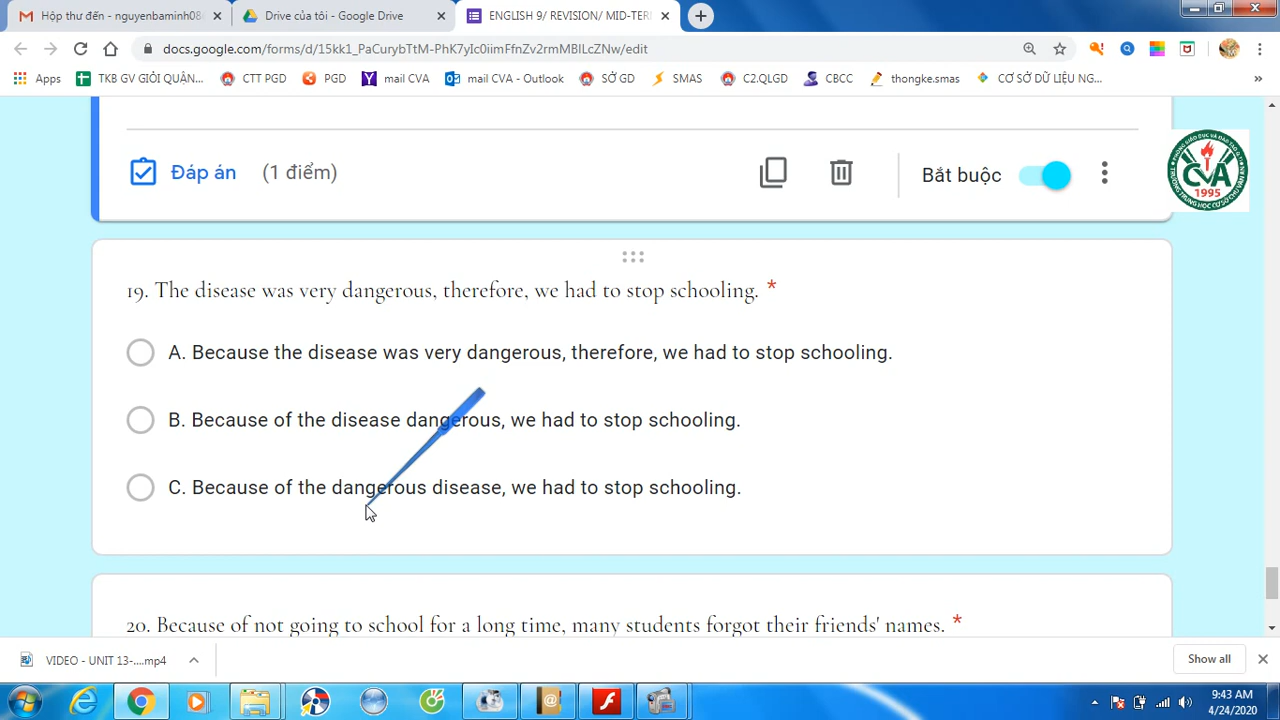 Hộp thư đến - nguyenbaminh08
Drive của tôi - Google Drive
ENGLISH 9/ REVISION/ MID-TER
docs.google.com/forms/d/15kk1_PaCurybTtM-PhK7yIcUimFfnZv2rmMBlLcZNw/edit
Apps
TKB GV GIỎI QUÂN...
CTT PGD
PGD
mail CVA
mail CVA - Outlook
SỞ GD
SMAS
C2.QLGD
CBCC
thongke.smas
CƠ SỞ DỮ LIỆU NG...
»
Đáp án (1 điểm)
Bắt buộc
CVA
1995
19. The disease was very dangerous, therefore, we had to stop schooling. *
A. Because the disease was very dangerous, therefore, we had to stop schooling.
B. Because of the disease dangerous, we had to stop schooling.
C. Because of the dangerous disease, we had to stop schooling.
20. Because of not going to school for a long time, many students forgot their friends' names. *
VIDEO - UNIT 13-....mp4
Show all
9:43 AM
4/24/2020